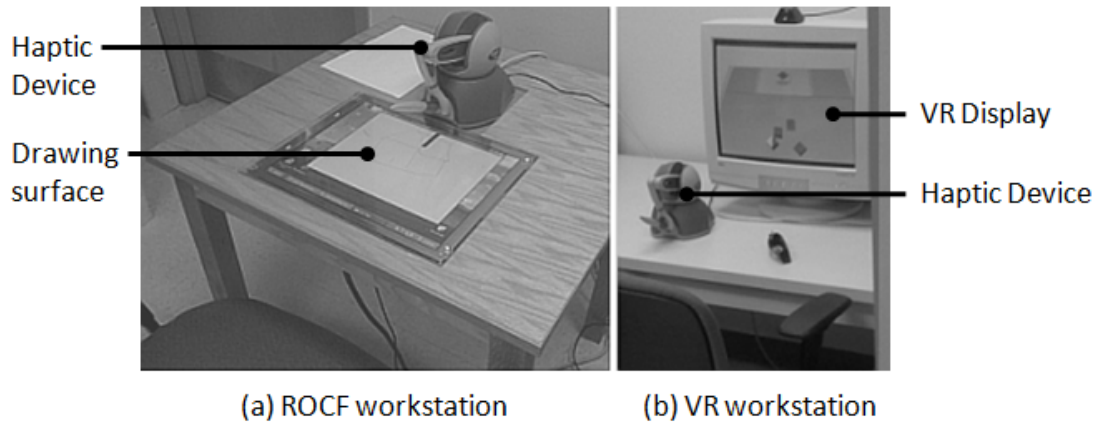 Haptic
Device
Drawing
surface
VR Display
Haptic Device
(a) ROCF workstation
(b) VR workstation